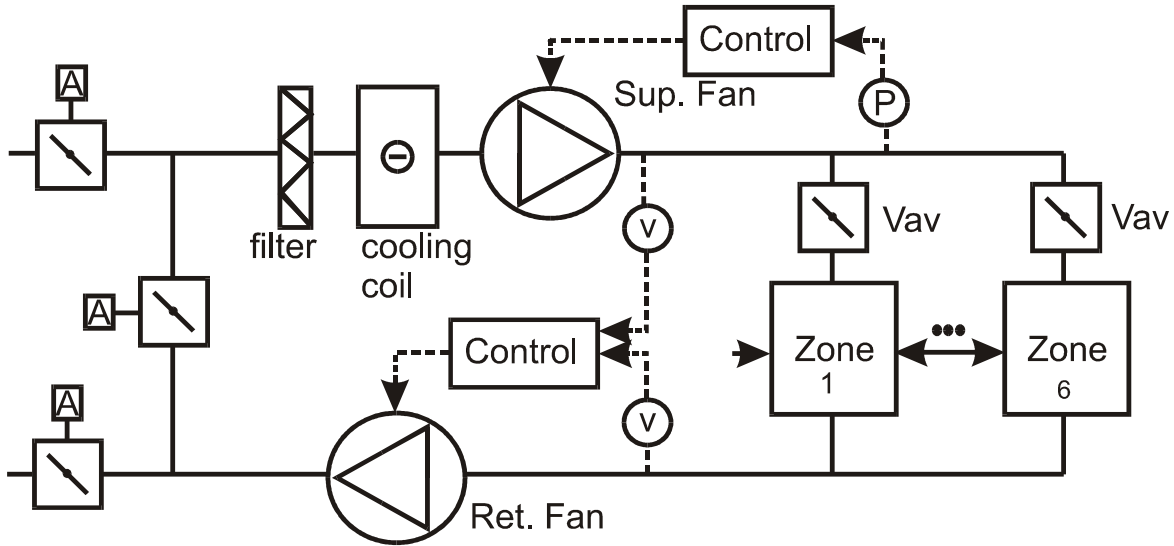 Control
A
Sup. Fan
P
A
filter
cooling
coil
v
Vav
Vav
A
Control
Zone
1
Zone
6
v
A
Ret. Fan